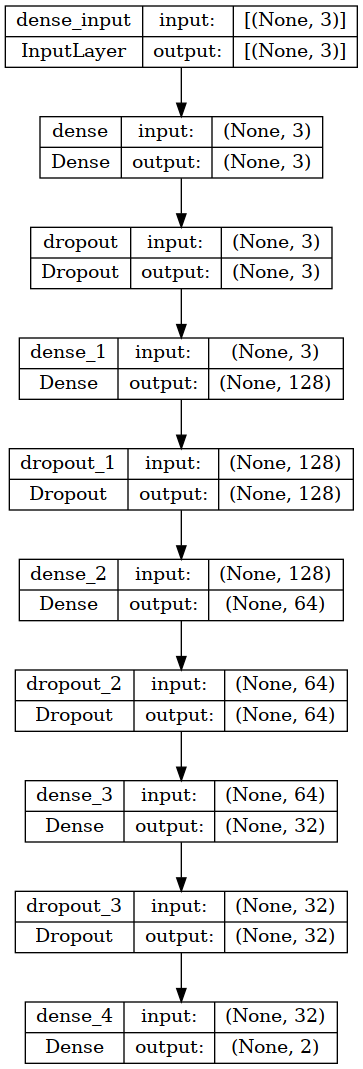 dense_input input: [(None, 3)]
InputLayer output: [(None, 3)]
dense input: (None, 3)
Dense output: (None, 3)
dropout input: (None, 3)
Dropout output: (None, 3)
dense_1 input: (None, 3)
Dense output: (None, 128)
dropout_1 input: (None, 128)
Dropout output: (None, 128)
dense_2 input: (None, 128)
Dense output: (None, 64)
dropout_2 input: (None, 64)
Dropout output: (None, 64)
dense_3 input: (None, 64)
Dense output: (None, 32)
dropout_3 input: (None, 32)
Dropout output: (None, 32)
dense_4 input: (None, 32)
Dense output: (None, 2)